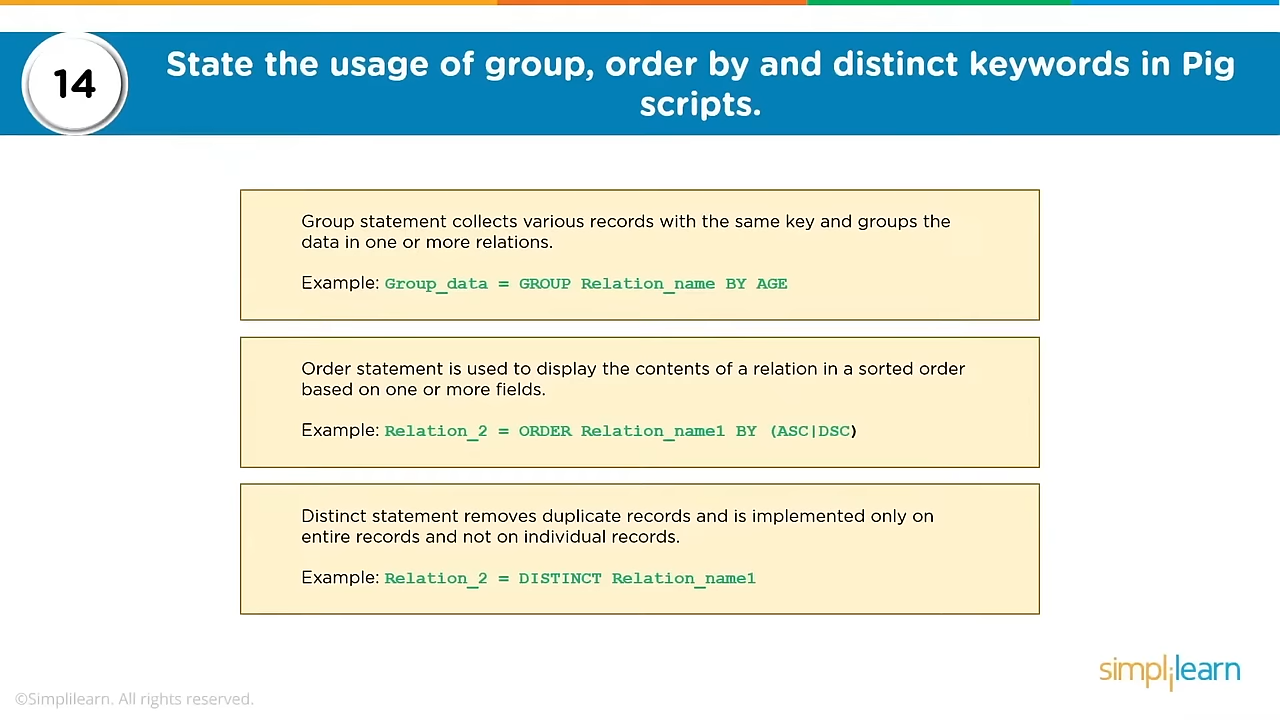 14
State the usage of group, order by and distinct keywords in Pig
scripts.
Group statement collects various records with the same key and groups the
data in one or more relations.
Example: Group_data = GROUP Relation_name BY AGE
Order statement is used to display the contents of a relation in a sorted order
based on one or more fields.
Example: Relation_2 = ORDER Relation_name1 BY (ASC|DSC)
Distinct statement removes duplicate records and is implemented only on
entire records and not on individual records.
Example: Relation_2 = DISTINCT Relation_name1
simplilearn
©Simplilearn. All rights reserved.